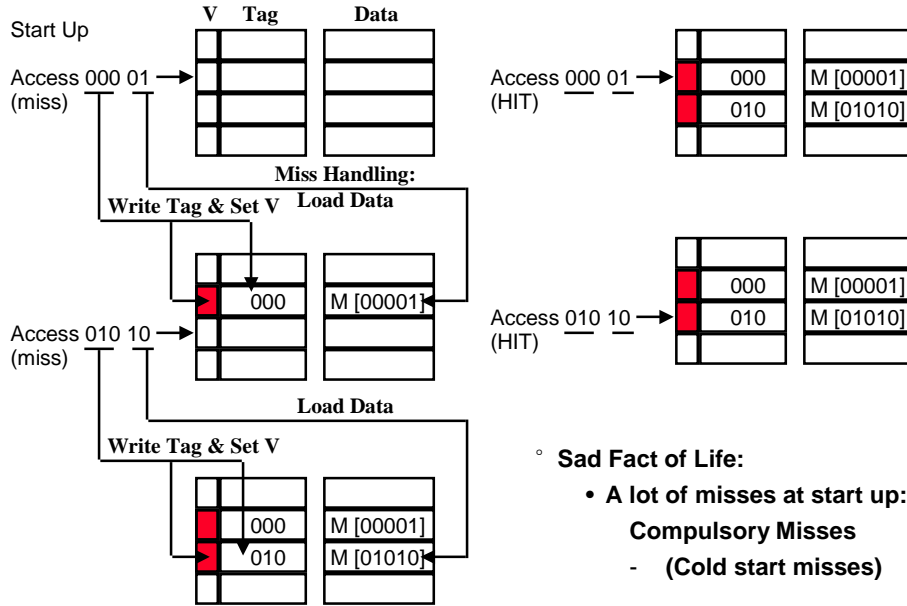 Start Up
V Tag Data
Access 000 01
(miss)
Miss Handling:
Load Data
Write Tag & Set V
000 M [00001]
Access 010 10
(miss)
Load Data
Write Tag & Set V
000 M [00001]
010 M [01010]
Access 000 01
(HIT)
000 M [00001]
010 M [01010]
Access 010 10
(HIT)
000 M [00001]
010 M [01010]
° Sad Fact of Life:
• A lot of misses at start up:
Compulsory Misses
- (Cold start misses)